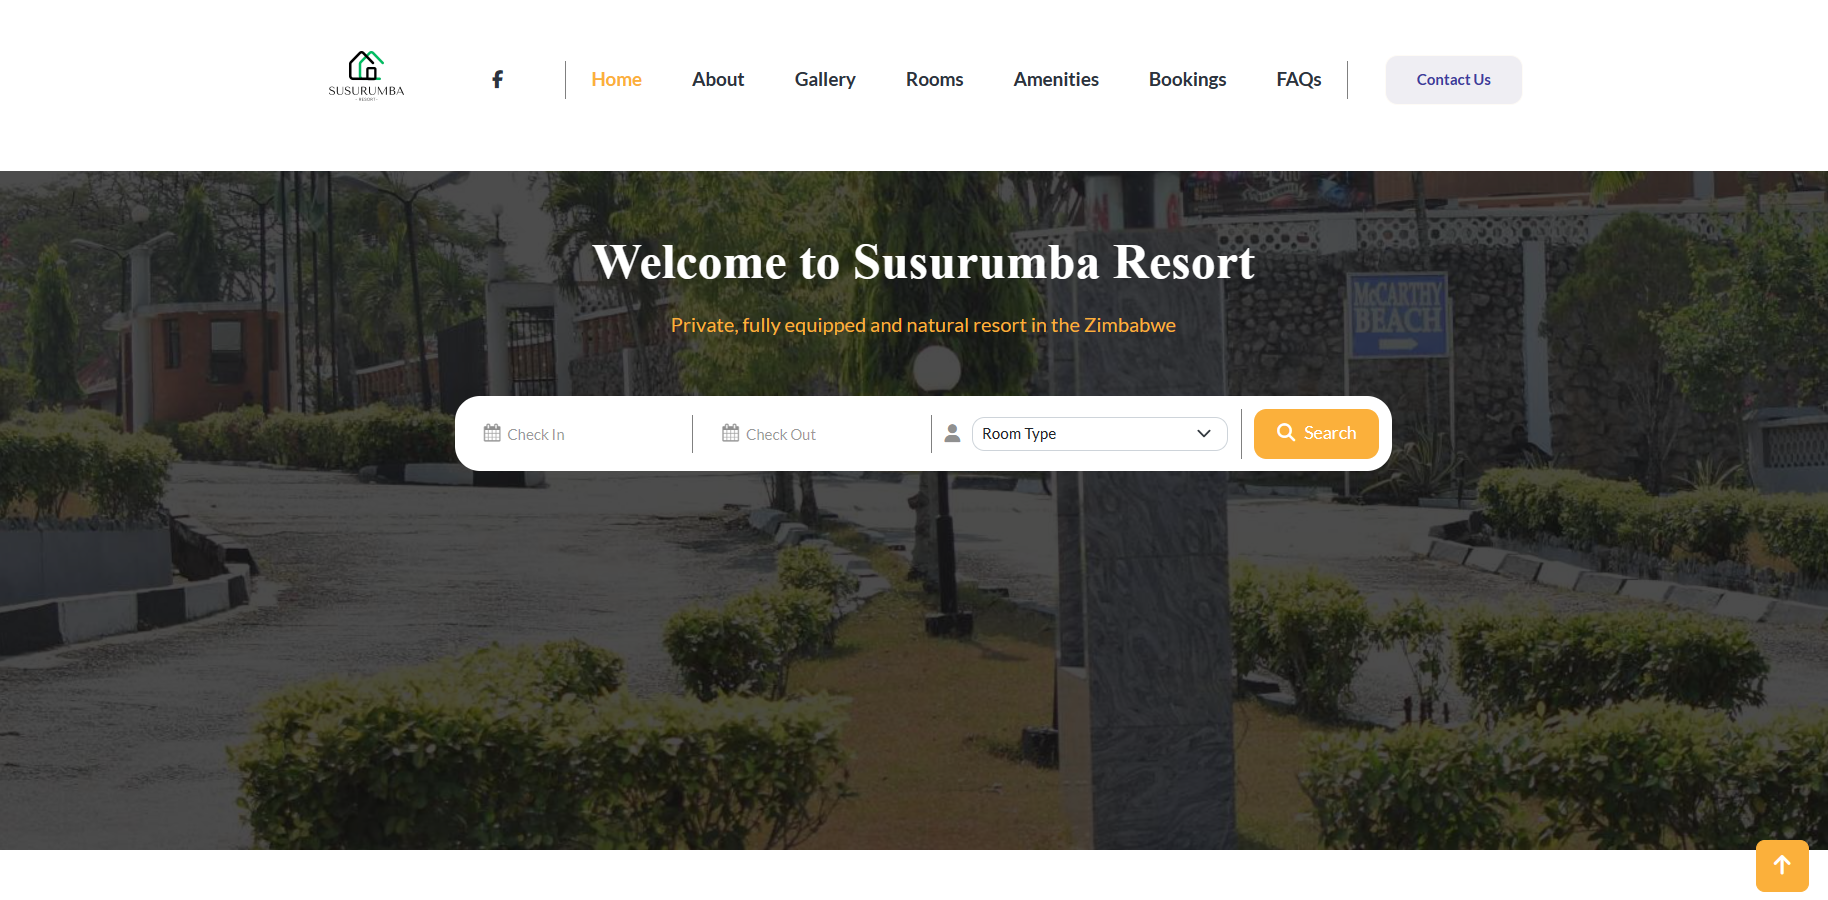 SUSURUMBA
- RESORT -
Home
About
Gallery
Rooms
Amenities
Bookings
FAQs
Contact Us
Welcome to Susurumba Resort
Private, fully equipped and natural resort in the Zimbabwe
McCARTHY
BEACH
Check In
Check Out
Room Type
Search